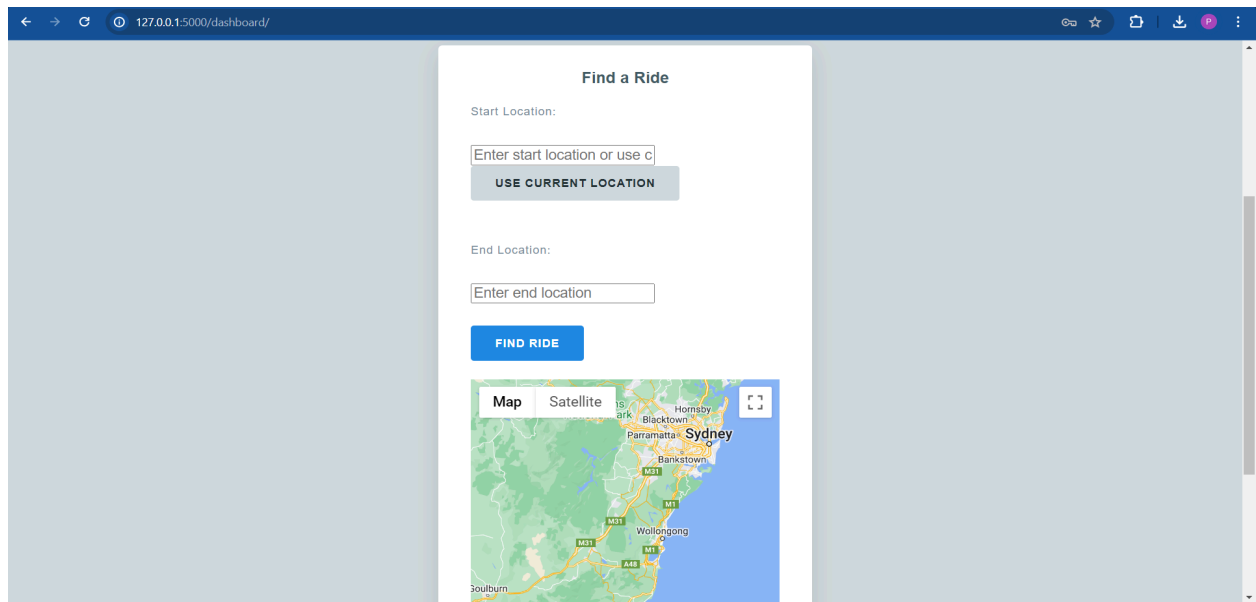 127.0.0.1:5000/dashboard/
P
Find a Ride
Start Location:
Enter start location or use c
USE CURRENT LOCATION
End Location:
Enter end location
FIND RIDE
Map Satellite
ns
ark
Hornsby
Blacktown
Parramatta Sydney
Bankstown
M31
M1
M31
Wollongong
M31
M1
A48
Goulburn